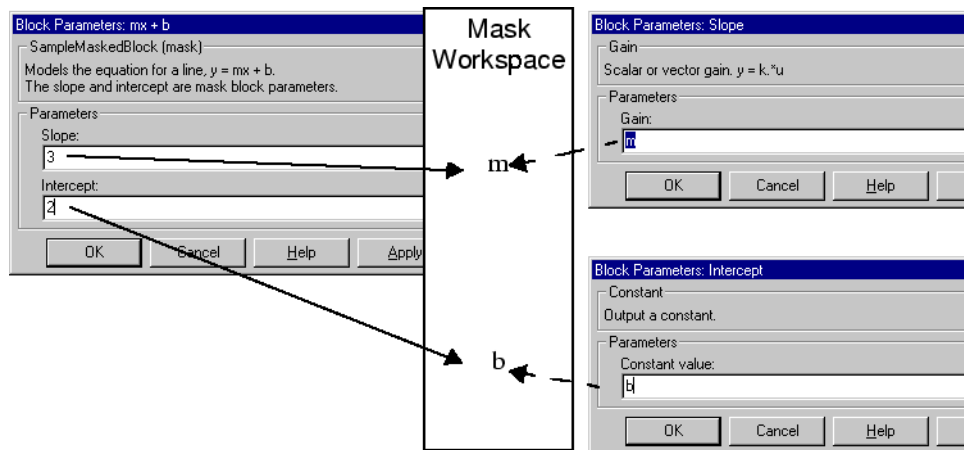 Block Parameters: mx + b
SampleMaskedBlock (mask)
Models the equation for a line, y = mx + b.
The slope and intercept are mask block parameters.
Parameters
Slope:
3
Intercept:
2
OK
Cancel
Help
Apply
Mask
Workspace
m
b
Block Parameters: Slope
Gain
Scalar or vector gain. y = k.*u
Parameters
Gain:
m
OK
Cancel
Help
Block Parameters: Intercept
Constant
Output a constant.
Parameters
Constant value:
b
OK
Cancel
Help